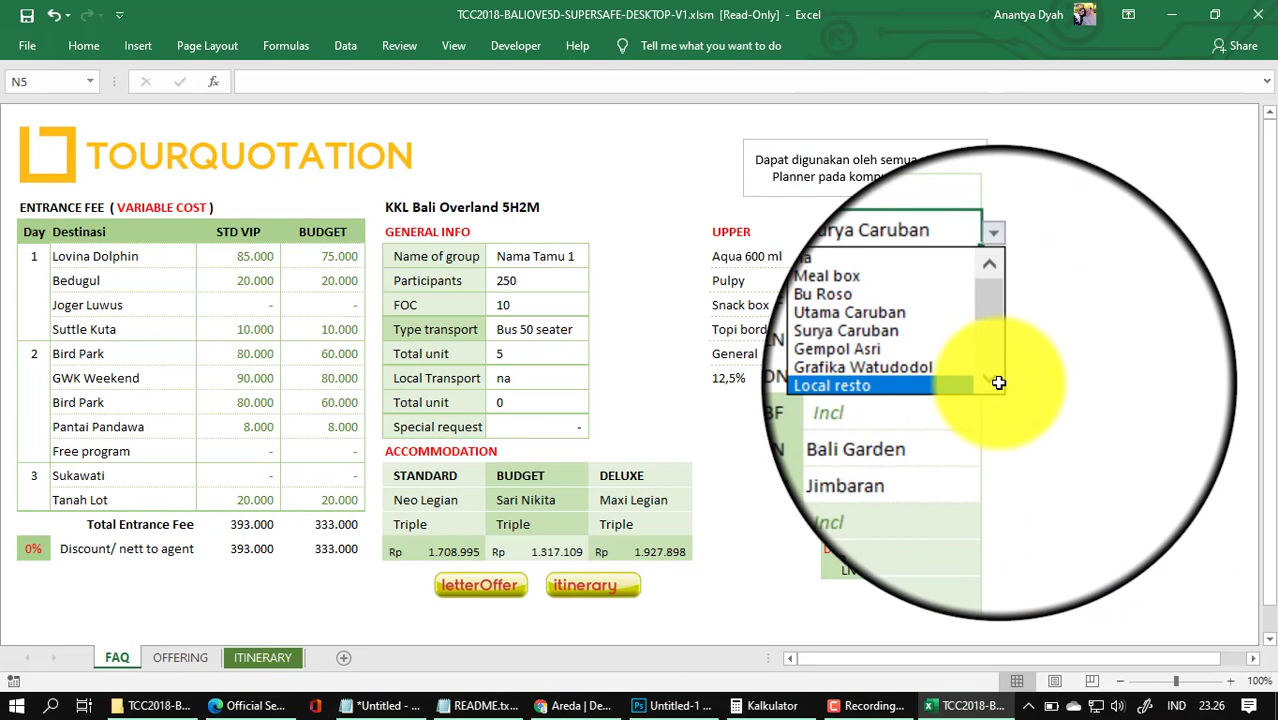 TCC2018-BALIOVE5D-SUPERSAFE-DESKTOP-V1.xlsm [Read-Only] - Excel
Anantya Dyah
File Home Insert Page Layout Formulas Data Review View Developer Help Tell me what you want to do Share
N5
fx
TOURQUOTATION
Dapat digunakan oleh semua
Planner pada
ENTRANCE FEE ( VARIABLE COST )
Day Destinasi STD VIP BUDGET
1 Lovina Dolphin 85.000 75.000
Bedugul 20.000 20.000
Joger Luwus - -
Suttle Kuta 10.000 10.000
2 Bird Park 80.000 60.000
GWK Weekend 90.000 70.000
Bird Park 80.000 60.000
Pantai Pandawa 8.000 8.000
Free program - -
3 Sukawati - -
Tanah Lot 20.000 20.000
Total Entrance Fee 393.000 333.000
0% Discount/ nett to agent 393.000 333.000
KKL Bali Overland 5H2M
GENERAL INFO
Name of group Nama Tamu 1
Participants 250
FOC 10
Type transport Bus 50 seater
Total unit 5
Local Transport na
Total unit 0
Special request -
ACCOMMODATION
STANDARD BUDGET DELUXE
Neo Legian Sari Nikita Maxi Legian
Triple Triple Triple
Rp 1.708.995 Rp 1.317.109 Rp 1.927.898
letterOffer itinerary
UPPER
Aqua 600 ml
Pulpy
Snack box
Topi bord
General
12,5%
Surya Caruban
Meal box
Bu Roso
Utama Caruban
Surya Caruban
Gempol Asri
Grafika Watudodol
Local resto
LN
BF Incl
Bali Garden
Jimbaran
Incl
LN
FAQ OFFERING ITINERARY
100%
TCC2018-B... Official Se... *Untitled - ... README.tx... Areda | De... Untitled-1 ... Kalkulator Recording... TCC2018-B... IND 23.26